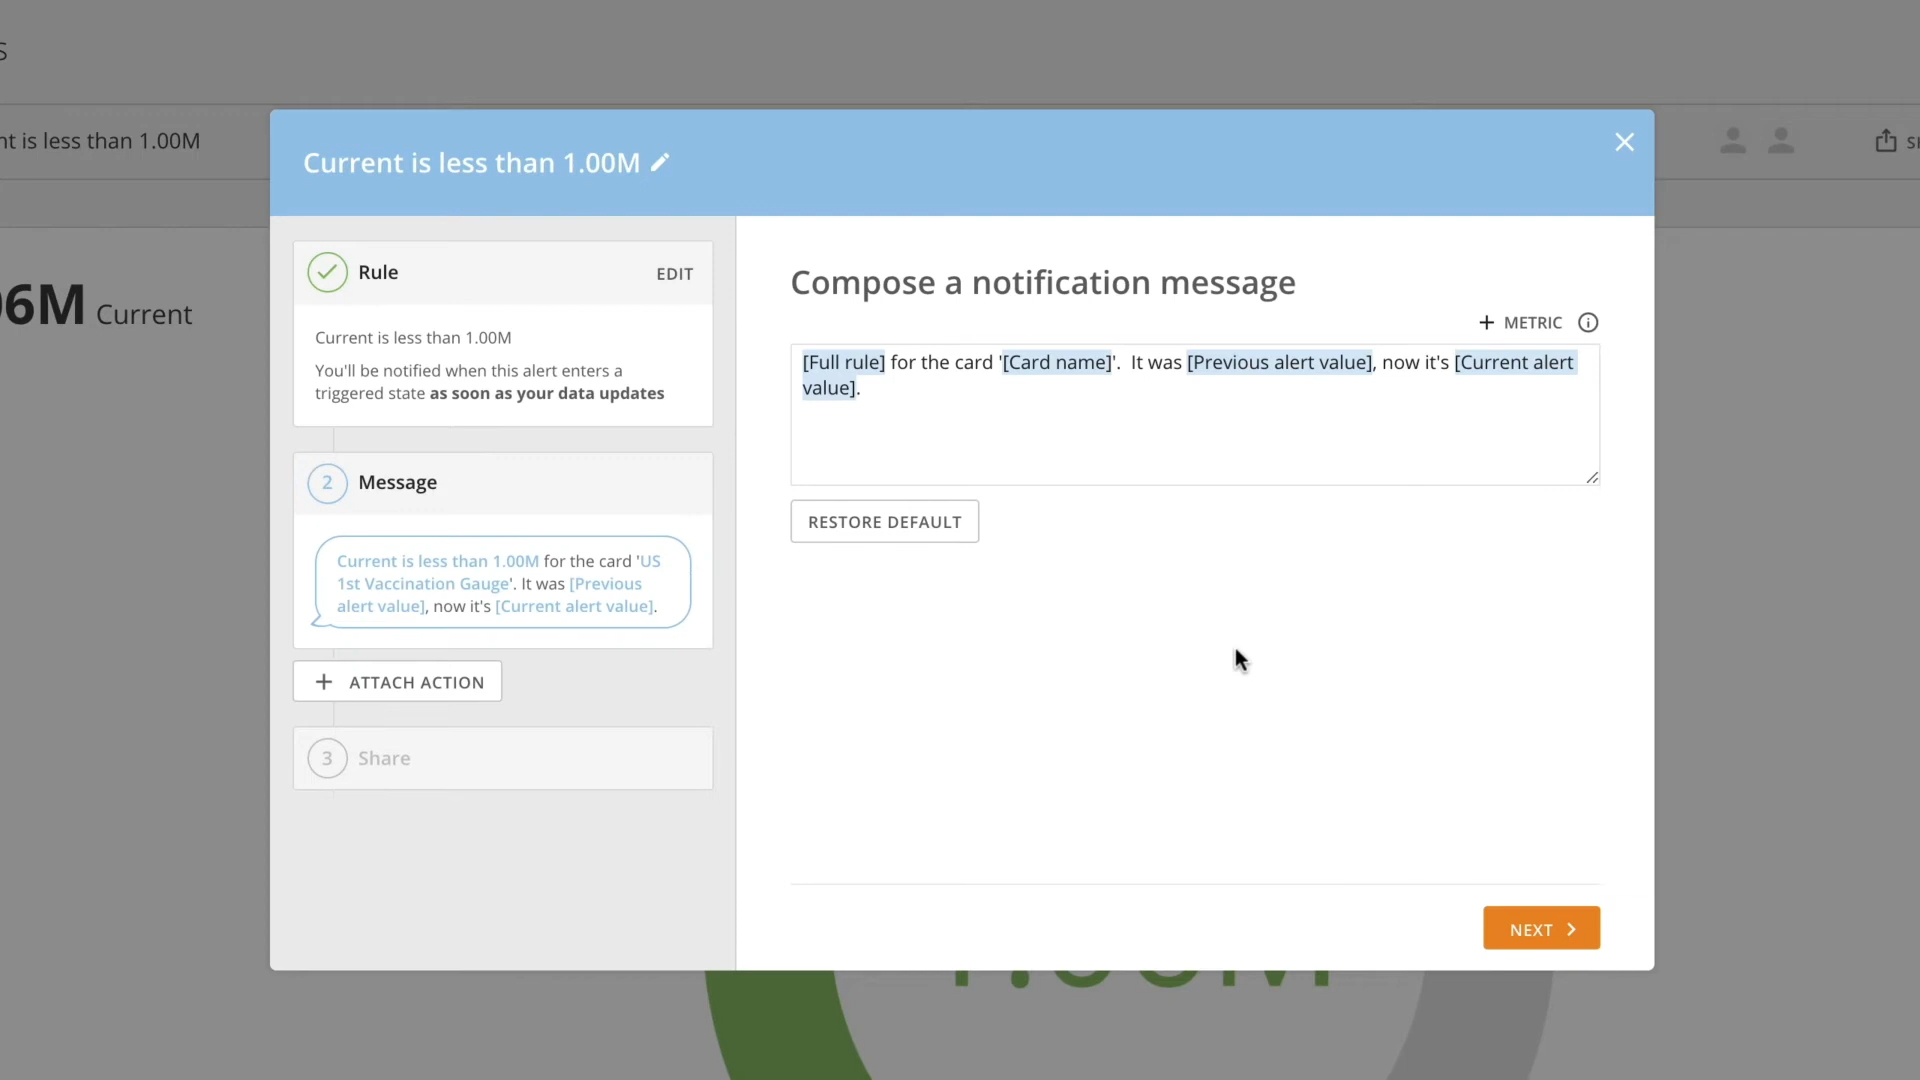 S
nt is less than 1.00M
Current is less than 1.00M
Rule
EDIT
Current is less than 1.00M
You'll be notified when this alert enters a
triggered state as soon as your data updates
2
Message
Current is less than 1.00M for the card 'US
1st Vaccination Gauge'. It was [Previous
alert value], now it's [Current alert value].
+ ATTACH ACTION
3
Share
Compose a notification message
+ METRIC
[Full rule] for the card '[Card name]'.  It was [Previous alert value], now it's [Current alert
value].
RESTORE DEFAULT
NEXT
06M Current